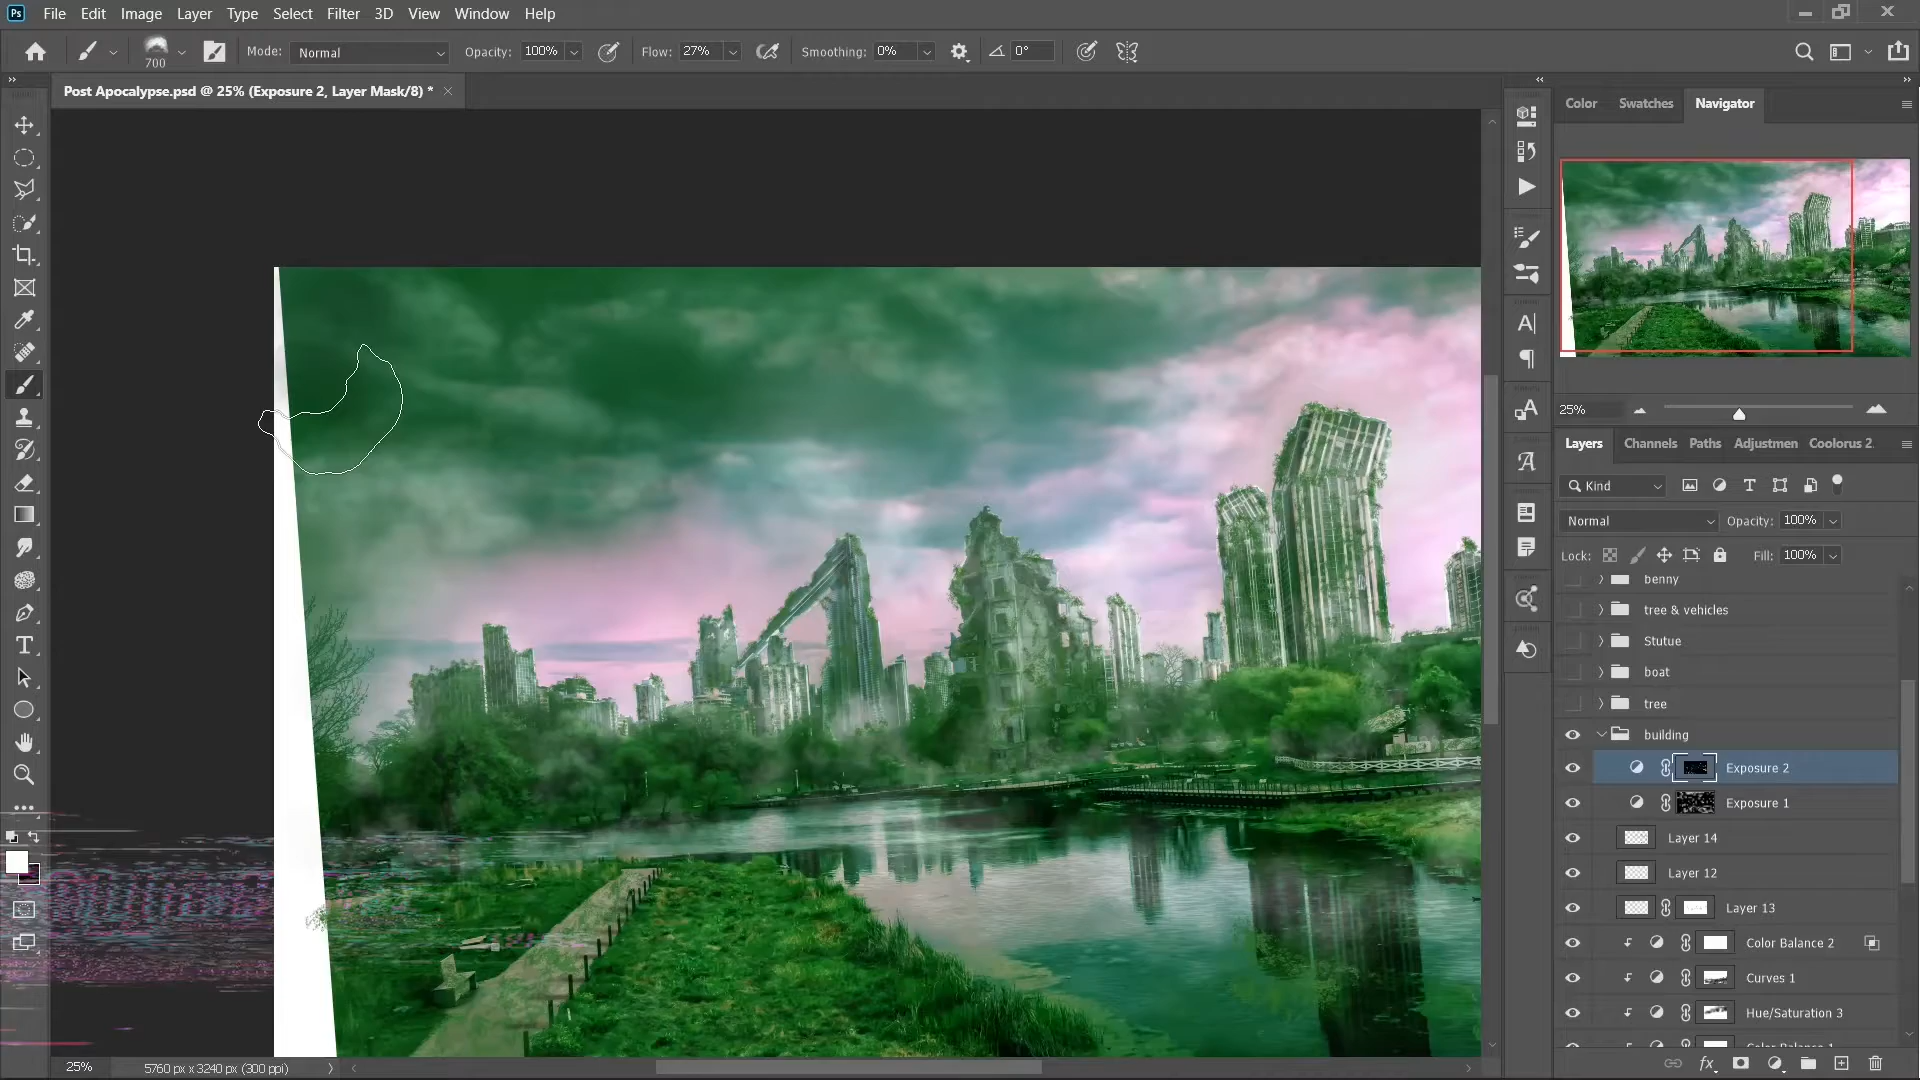 Ps File Edit Image Layer Type Select Filter 3D View Window Help
700 Mode: Normal Opacity: 100% Flow: 27% Smoothing: 0% 0°
Post Apocalypse.psd @ 25% (Exposure 2, Layer Mask/8) *
Color Swatches Navigator
25%
Layers Channels Paths Adjustmen Coolorus 2
Kind
Normal Opacity: 100%
Lock: Fill: 100%
benny
tree & vehicles
Stutue
boat
tree
building
Exposure 2
Exposure 1
Layer 14
Layer 12
Layer 13
Color Balance 2
Curves 1
Hue/Saturation 3
25% 5760 px x 3240 px (300 ppi)
fx